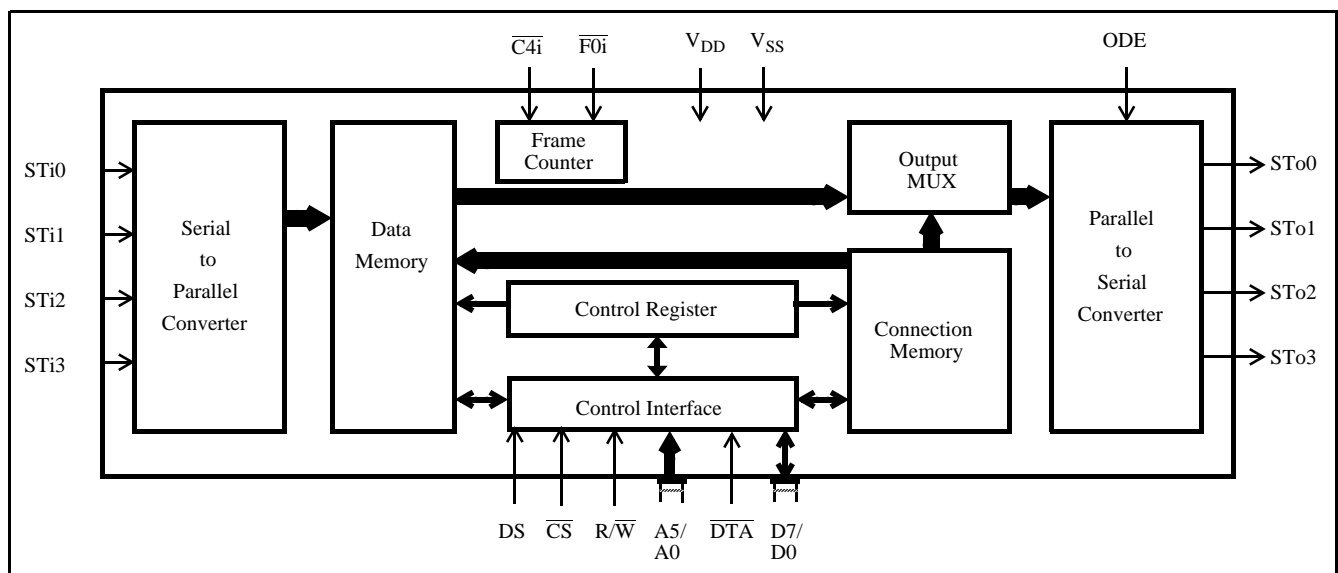 C4i F0i VDD VSS ODE
Frame
Counter
Output
MUX
STi0
STi1
STi2
STi3
Serial
to
Parallel
Converter
Data
Memory
Control Register
Connection
Memory
Control Interface
Parallel
to
Serial
Converter
STo0
STo1
STo2
STo3
DS CS R/W A5/ DTA D7/
A0 D0